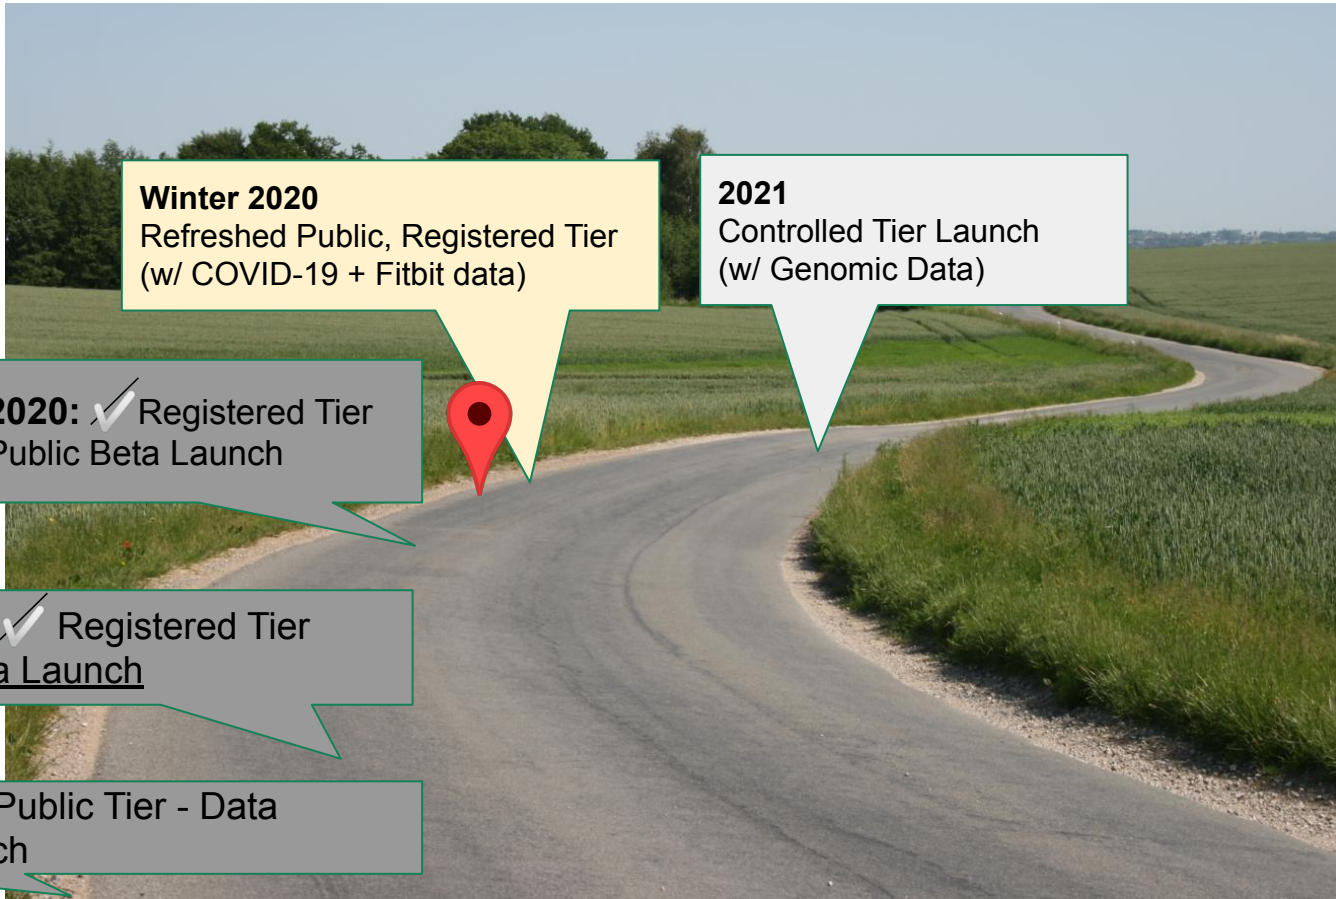 Winter 2020
Refreshed Public, Registered Tier
(w/ COVID-19 + Fitbit data)
2021
Controlled Tier Launch
(w/ Genomic Data)
2020: ✓ Registered Tier
Public Beta Launch
✓ Registered Tier
Launch
Public Tier - Data